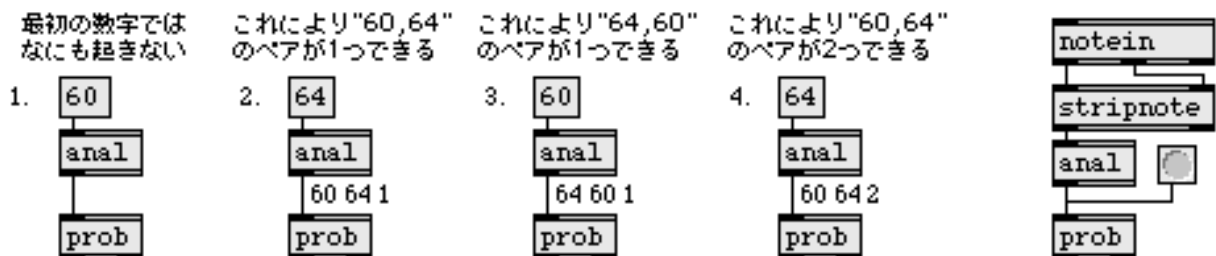 最初の数字では
なにも起きない
1.
60
anal
prob
これにより"60,64"
のペアが1つできる
2.
64
anal
60 64 1
prob
これにより"64,60"
のペアが1つできる
3.
60
anal
64 60 1
prob
これにより"60,64"
のペアが2つできる
4.
64
anal
60 64 2
prob
notein
stripnote
anal
prob